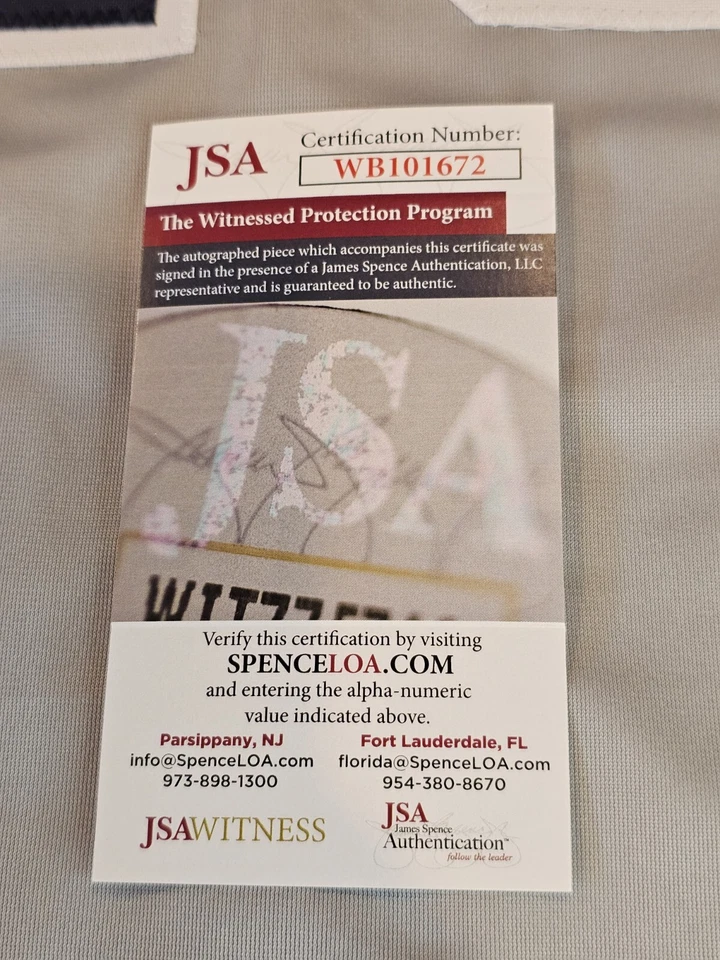 JSA
Certification Number:
WB101672
The Witnessed Protection Program
The autographed piece which accompanies this certificate was
signed in the presence of a James Spence Authentication, LLC
representative and is guaranteed to be authentic.
JSA
Verify this certification by visiting
SPENCELOA.COM
and entering the alpha-numeric
value indicated above.
Parsippany, NJ
info@SpenceLOA.com
973-898-1300
Fort Lauderdale, FL
florida@SpenceLOA.com
954-380-8670
JSAWITNESS
JSA
James Spence
Authentication™
follow the leader